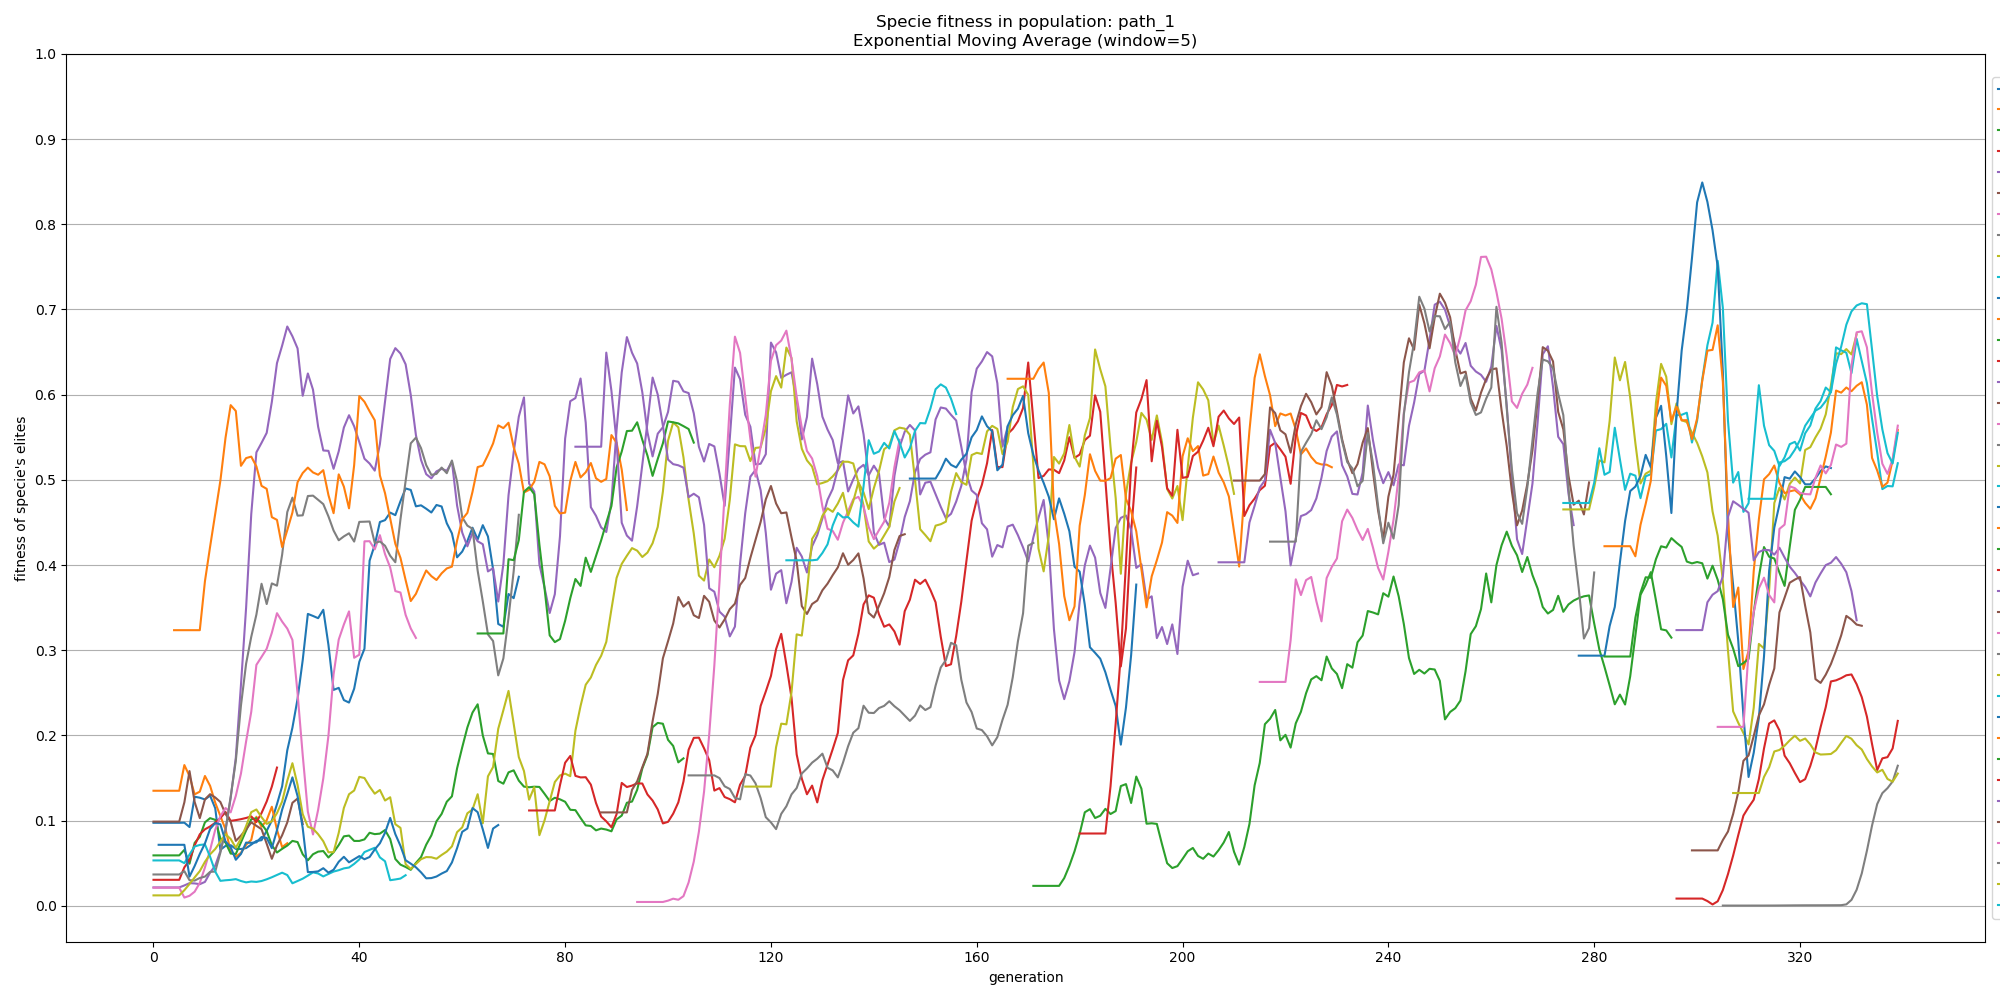 Specie fitness in population: path_1
Exponential Moving Average (window=5)
1.0
0.9
0.8
0.7
0.6
0.5
0.4
0.3
0.2
0.1
0.0
fitness of specie's elites
0 40 80 120 160 200 240 280 320
generation